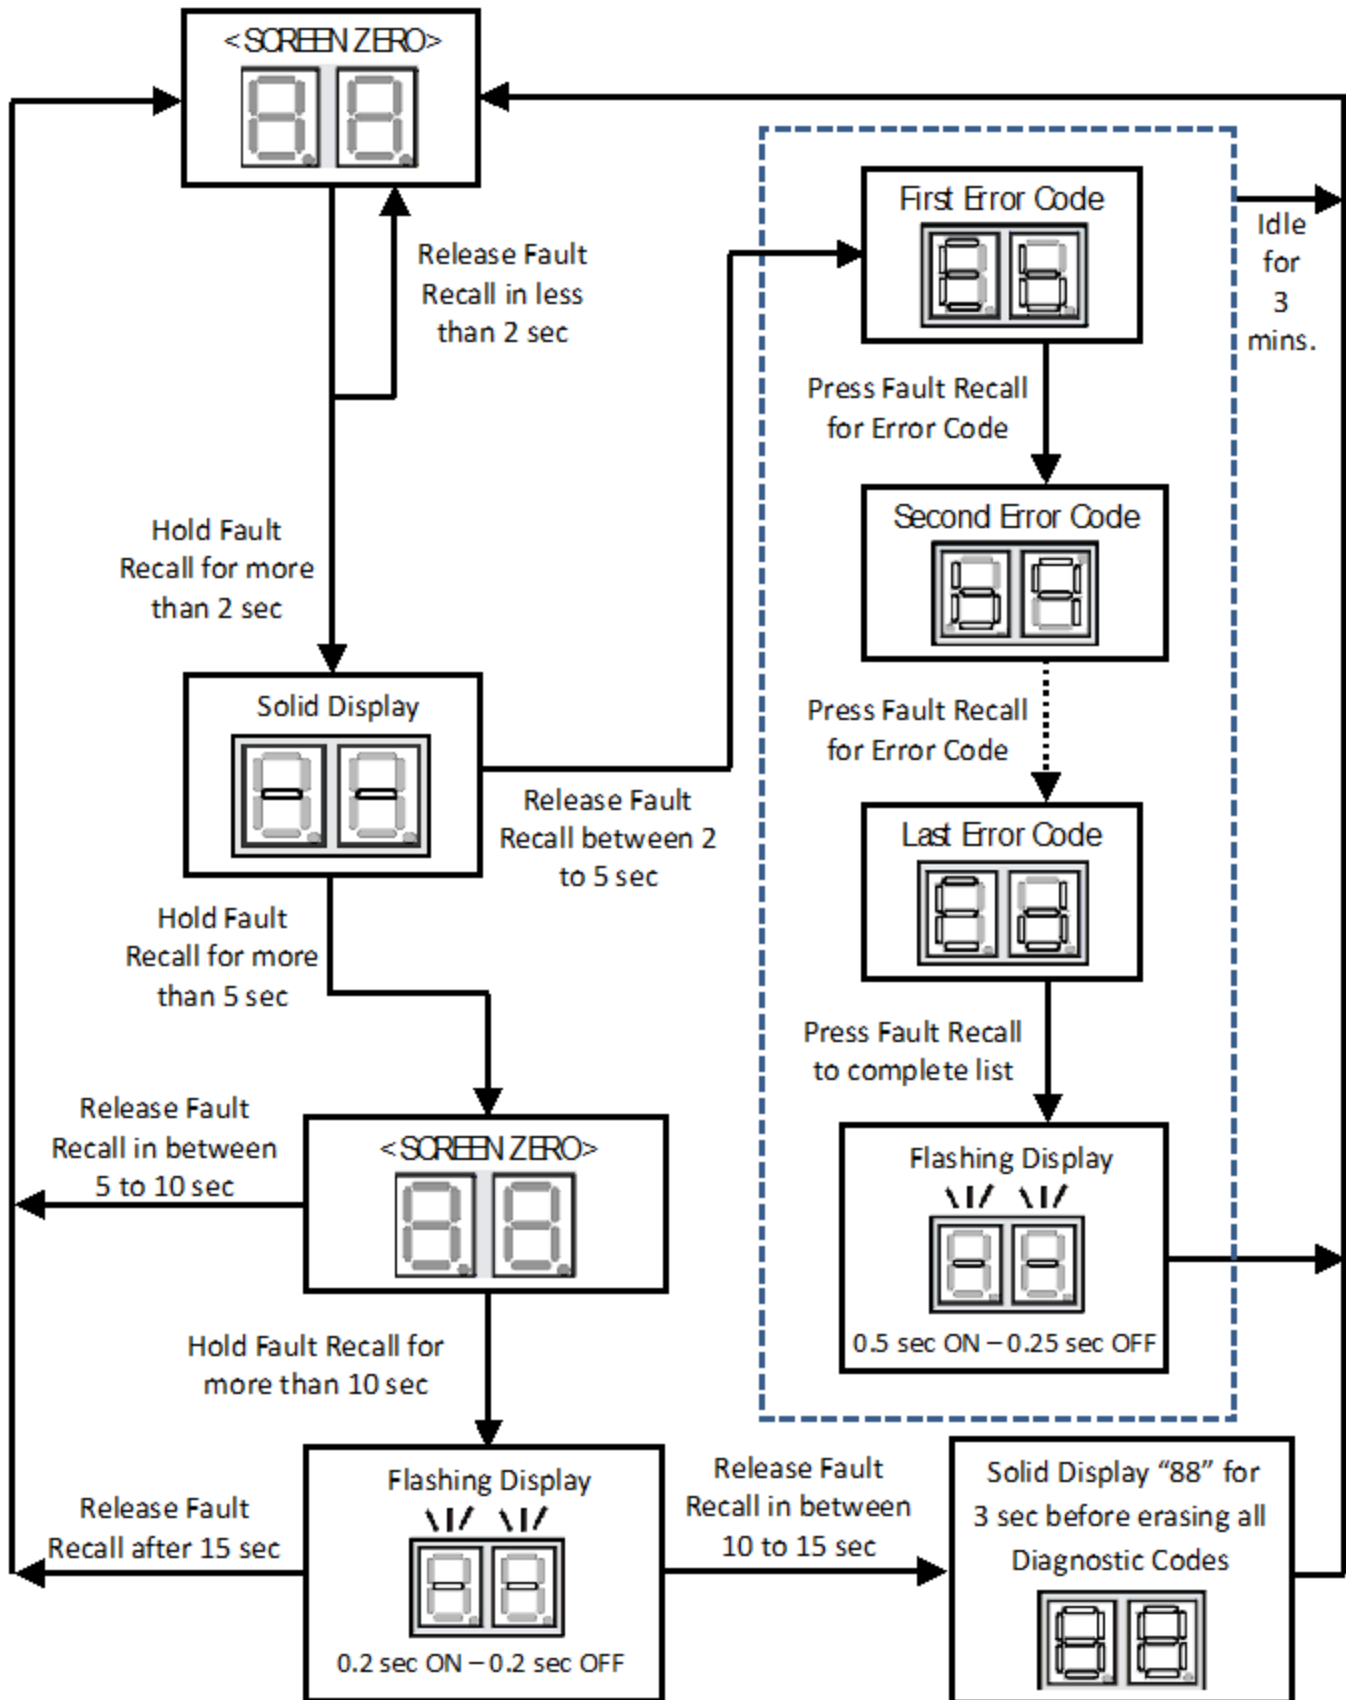 <SCREEN ZERO>
8.8.
Release Fault
Recall in less
than 2 sec
Hold Fault
Recall for more
than 2 sec
Solid Display
- -
Release Fault
Recall between 2
to 5 sec
First Error Code
E 6
Press Fault Recall
for Error Code
Second Error Code
Press Fault Recall
for Error Code
Last Error Code
E d
Press Fault Recall
to complete list
Flashing Display
- -
0.5 sec ON – 0.25 sec OFF
Idle
for
3
mins.
Hold Fault
Recall for more
than 5 sec
<SCREEN ZERO>
8.8.
Release Fault
Recall in between
5 to 10 sec
Hold Fault Recall for
more than 10 sec
Flashing Display
- -
0.2 sec ON – 0.2 sec OFF
Release Fault
Recall after 15 sec
Release Fault
Recall in between
10 to 15 sec
Solid Display “88” for
3 sec before erasing all
Diagnostic Codes
88